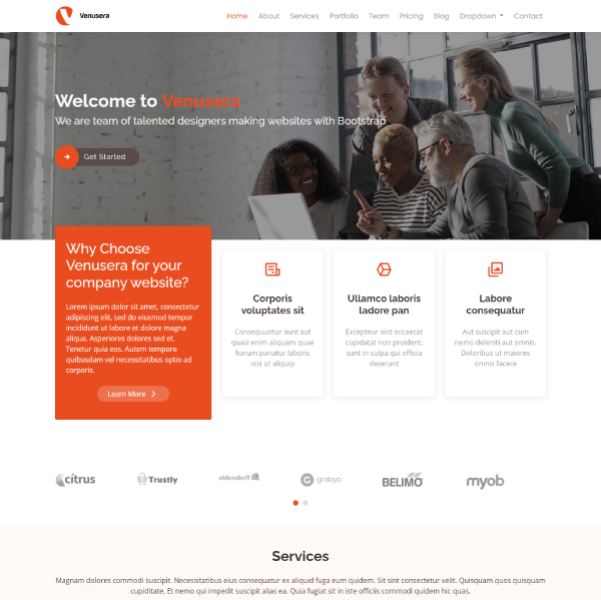 Venusera
Home About Services Portfolio Team Pricing Blog Dropdown Contact
Welcome to Venusera
We are team of talented designers making websites with Bootstrap
Get Started
Why Choose
Venusera for your
company website?
Lorem ipsum dolor sit amet, consectetur
adipiscing elit, sed do eiusmod tempor
incididunt ut labore et dolore magna
aliqua. Asperiores dolores sed et.
Tenetur quia eos. Autem tempore
quibusdam vel necessitatibus optio ad
corporis.
Learn More
Corporis
voluptates sit
Consequuntur sunt aut
quasi enim aliquam quae
harum pariatur laboris
nisi ut aliquip
Ullamco laboris
ladore pan
Excepteur sint occaecat
cupidatat non proident,
sunt in culpa qui officia
deserunt
Labore
consequatur
Aut suscipit aut cum
nemo deleniti aut omnis.
Doloribus ut maiores
omnis facere
citrus Trustly oldendorff grabyo BELIMO myob
Services
Magnam dolores commodi suscipit. Necessitatibus eius consequatur ex aliquid fuga eum quidem. Sit sint consectetur velit. Quisquam quos quisquam
cupiditate. Et nemo qui impedit suscipit alias ea. Quia fugiat sit in iste officiis commodi quidem hic quas.